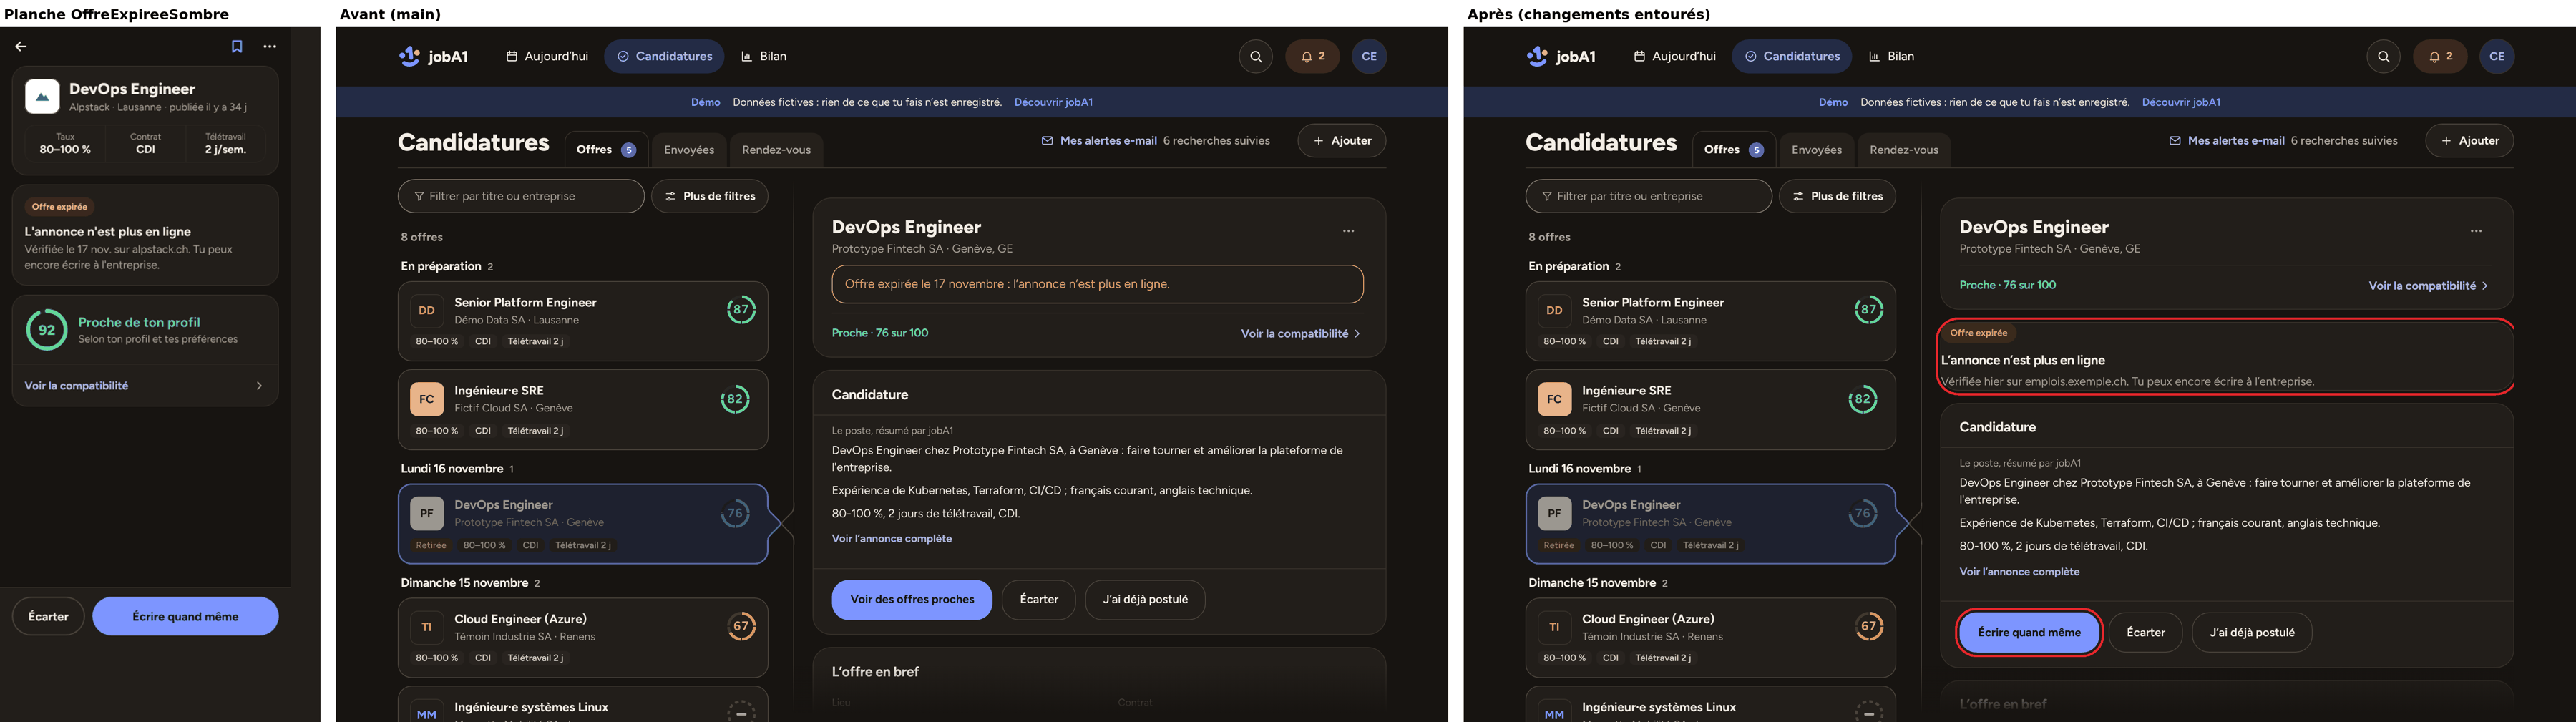 Planche OffreExpireeSombre
DevOps Engineer
Alpstack · Lausanne · publiée il y a 34 j
Taux
Contrat
Télétravail
80–100 %
CDI
2 j/sem.
Offre expirée
L'annonce n'est plus en ligne
Vérifiée le 17 nov. sur alpstack.ch. Tu peux
encore écrire à l'entreprise.
92
Proche de ton profil
Selon ton profil et tes préférences
Voir la compatibilité
Écarter
Écrire quand même
Avant (main)
jobA1
Aujourd’hui
Candidatures
Bilan
2
CE
Démo Données fictives : rien de ce que tu fais n’est enregistré. Découvrir jobA1
Candidatures
Offres 5
Envoyées
Rendez-vous
Mes alertes e-mail 6 recherches suivies
Ajouter
Filtrer par titre ou entreprise
Plus de filtres
8 offres
En préparation 2
DD
Senior Platform Engineer
Démo Data SA · Lausanne
87
80–100 % CDI Télétravail 2 j
FC
Ingénieur·e SRE
Fictif Cloud SA · Genève
82
80–100 % CDI Télétravail 2 j
Lundi 16 novembre 1
PF
DevOps Engineer
Prototype Fintech SA · Genève
76
Retirée 80–100 % CDI Télétravail 2 j
Dimanche 15 novembre 2
TI
Cloud Engineer (Azure)
Témoin Industrie SA · Renens
67
80–100 % CDI Télétravail 2 j
MM
Ingénieur·e systèmes Linux
DevOps Engineer
Prototype Fintech SA · Genève, GE
Offre expirée le 17 novembre : l’annonce n’est plus en ligne.
Proche · 76 sur 100
Voir la compatibilité
Candidature
Le poste, résumé par jobA1
DevOps Engineer chez Prototype Fintech SA, à Genève : faire tourner et améliorer la plateforme de
l'entreprise.
Expérience de Kubernetes, Terraform, CI/CD ; français courant, anglais technique.
80-100 %, 2 jours de télétravail, CDI.
Voir l’annonce complète
Voir des offres proches
Écarter
J’ai déjà postulé
L’offre en bref
Lieu
Contrat
Après (changements entourés)
jobA1
Aujourd’hui
Candidatures
Bilan
2
CE
Démo Données fictives : rien de ce que tu fais n’est enregistré. Découvrir jobA1
Candidatures
Offres 5
Envoyées
Rendez-vous
Mes alertes e-mail 6 recherches suivies
Ajouter
Filtrer par titre ou entreprise
Plus de filtres
8 offres
En préparation 2
DD
Senior Platform Engineer
Démo Data SA · Lausanne
87
80–100 % CDI Télétravail 2 j
FC
Ingénieur·e SRE
Fictif Cloud SA · Genève
82
80–100 % CDI Télétravail 2 j
Lundi 16 novembre 1
PF
DevOps Engineer
Prototype Fintech SA · Genève
76
Retirée 80–100 % CDI Télétravail 2 j
Dimanche 15 novembre 2
TI
Cloud Engineer (Azure)
Témoin Industrie SA · Renens
67
80–100 % CDI Télétravail 2 j
MM
Ingénieur·e systèmes Linux
DevOps Engineer
Prototype Fintech SA · Genève, GE
Proche · 76 sur 100
Voir la compatibilité
Offre expirée
L’annonce n’est plus en ligne
Vérifiée hier sur emplois.exemple.ch. Tu peux encore écrire à l’entreprise.
Candidature
Le poste, résumé par jobA1
DevOps Engineer chez Prototype Fintech SA, à Genève : faire tourner et améliorer la plateforme de
l'entreprise.
Expérience de Kubernetes, Terraform, CI/CD ; français courant, anglais technique.
80-100 %, 2 jours de télétravail, CDI.
Voir l’annonce complète
Écrire quand même
Écarter
J’ai déjà postulé
L’offre en bref